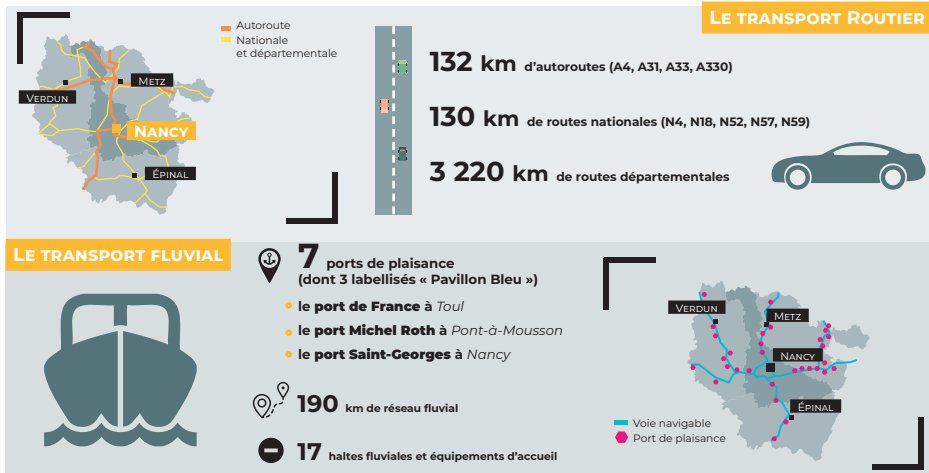 LE TRANSPORT ROUTIER
Autoroute
Nationale
et départementale
METZ
VERDUN
NANCY
ÉPINAL
132 km d'autoroutes (A4, A31, A33, A330)
130 km de routes nationales (N4, N18, N52, N57, N59)
3 220 km de routes départementales
LE TRANSPORT FLUVIAL
7 ports de plaisance
(dont 3 labellisés « Pavillon Bleu »)
le port de France à Toul
le port Michel Roth à Pont-à-Mousson
le port Saint-Georges à Nancy
190 km de réseau fluvial
17 haltes fluviales et équipements d'accueil
VERDUN
METZ
NANCY
ÉPINAL
Voie navigable
Port de plaisance